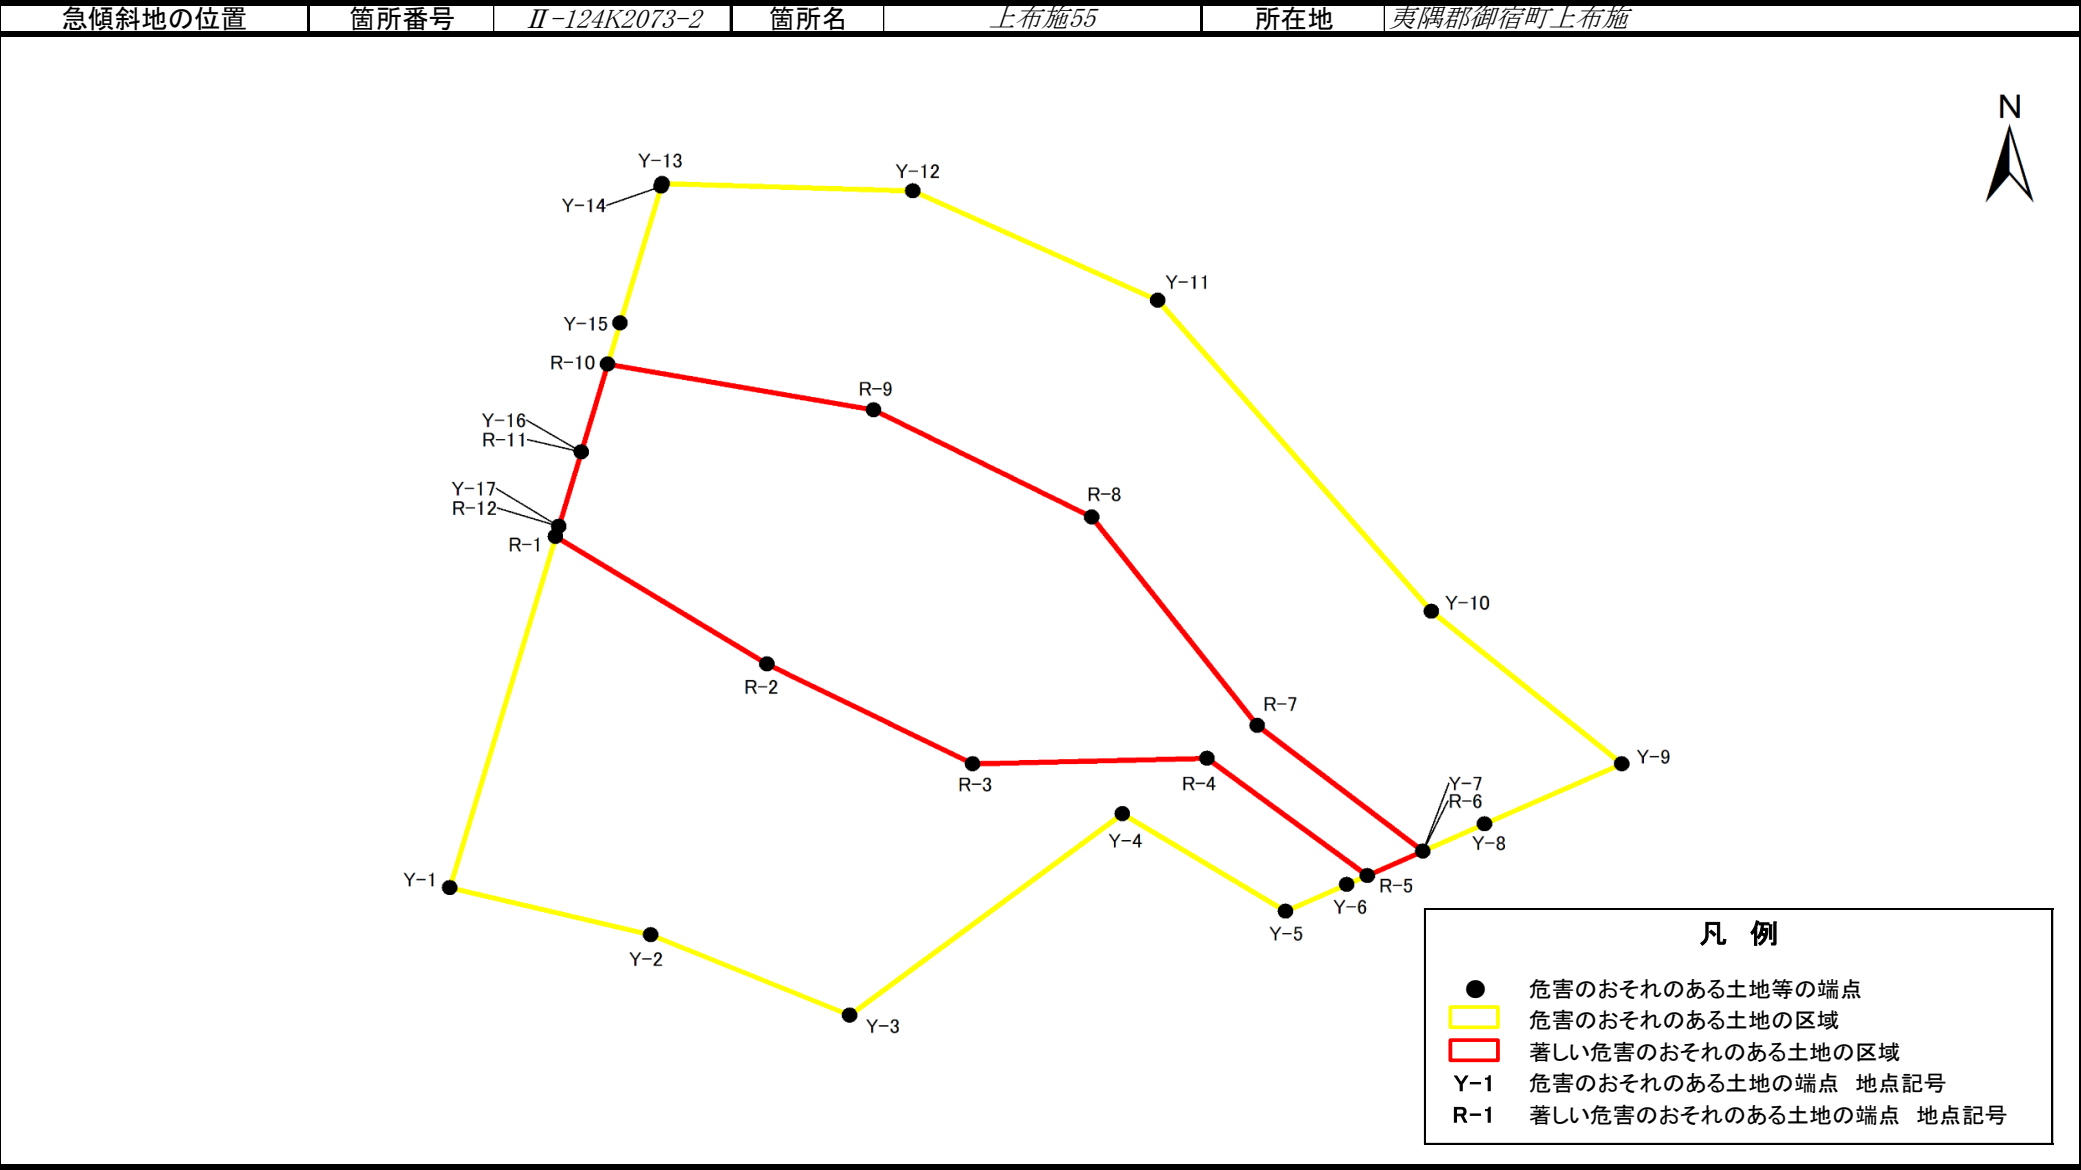 急傾斜地の位置 箇所番号 Ⅱ-124K2073-2 箇所名 上布施55 所在地 夷隅郡御宿町上布施
N
Y-13
Y-12
Y-14
Y-11
Y-15
R-10
R-9
Y-16
R-11
Y-17
R-8
R-12
R-1
Y-10
R-2
R-7
Y-9
R-3
R-4
Y-7
R-6
Y-4
Y-8
Y-1
R-5
Y-6
Y-5
Y-2
Y-3
凡 例
危害のおそれのある土地等の端点
危害のおそれのある土地の区域
著しい危害のおそれのある土地の区域
Y-1 危害のおそれのある土地の端点 地点記号
R-1 著しい危害のおそれのある土地の端点 地点記号